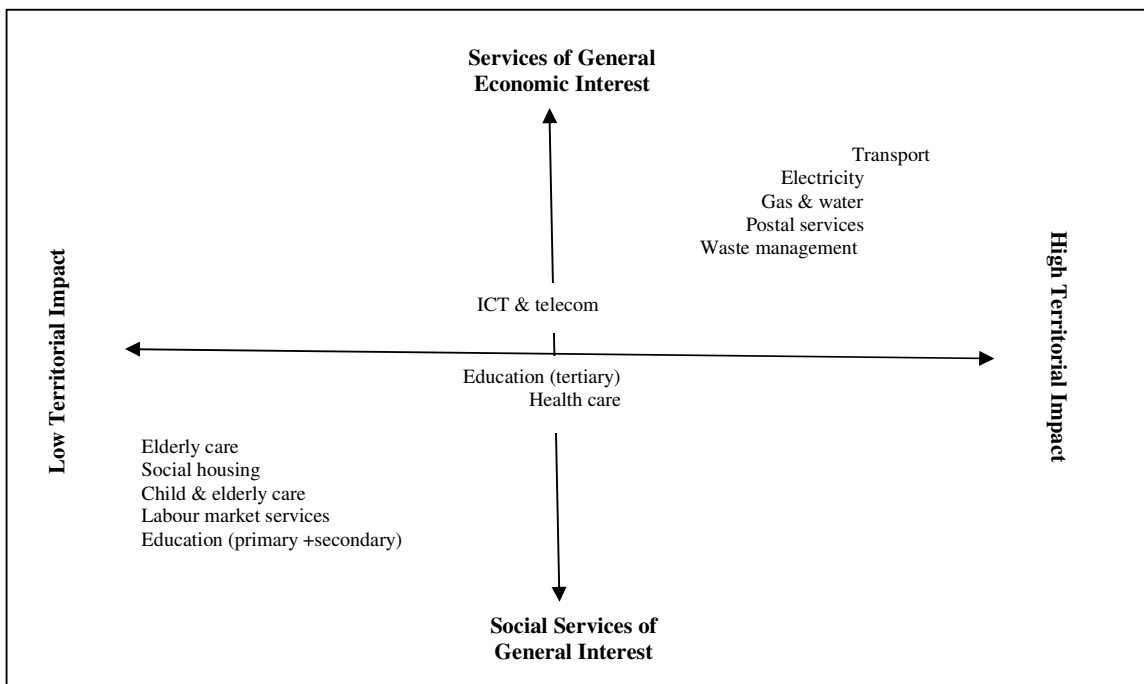 Services of General
Economic Interest
Transport
Electricity
Gas & water
Postal services
Waste management
Low Territorial Impact
High Territorial Impact
ICT & telecom
Education (tertiary)
Health care
Elderly care
Social housing
Child & elderly care
Labour market services
Education (primary +secondary)
Social Services of
General Interest